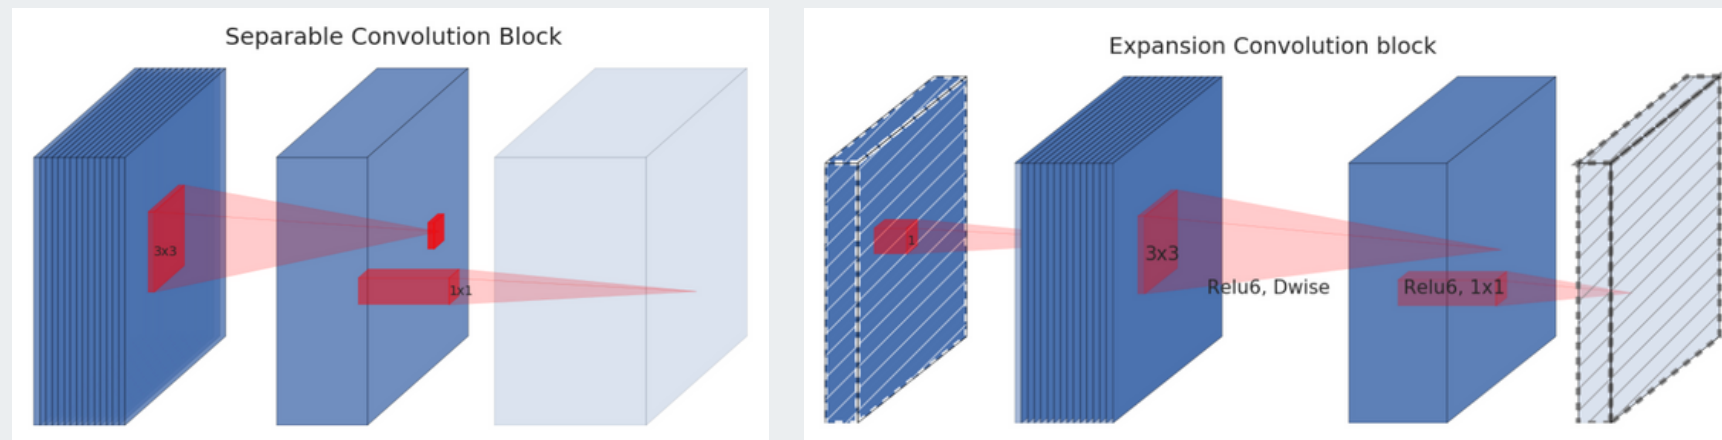 Separable Convolution Block
3x3
1x1
Expansion Convolution block
1
3x3
Relu6, Dwise
Relu6, 1x1